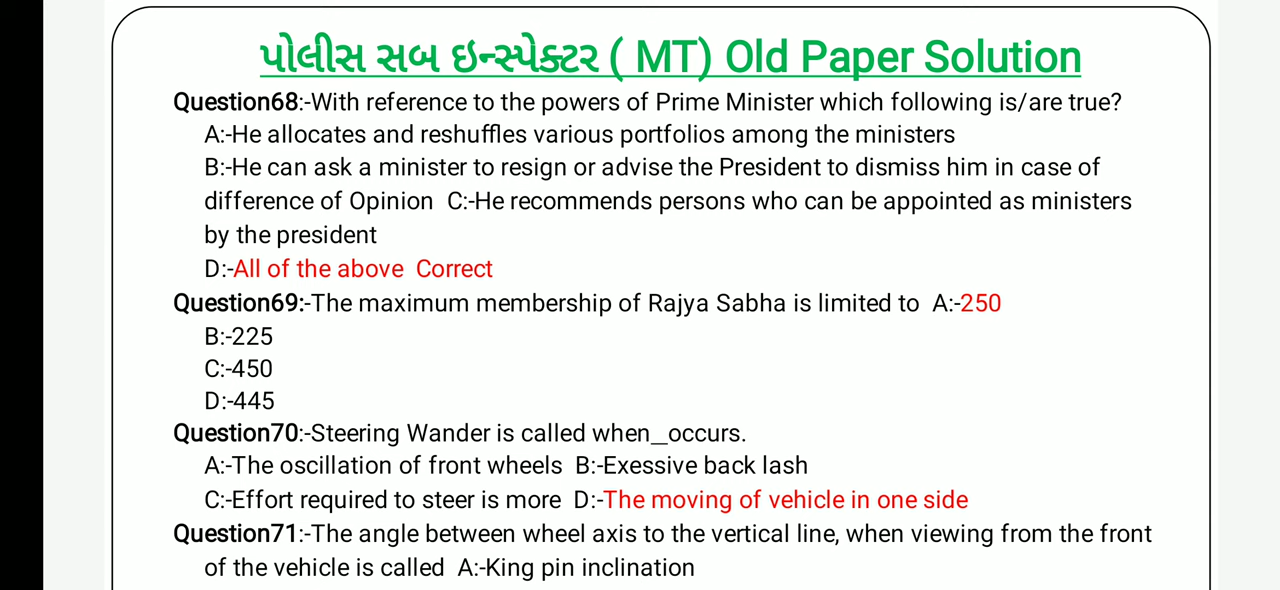 પોલીસ સબ ઇન્સ્પેક્ટર ( MT) Old Paper Solution
Question68:-With reference to the powers of Prime Minister which following is/are true?
A:-He allocates and reshuffles various portfolios among the ministers
B:-He can ask a minister to resign or advise the President to dismiss him in case of
difference of Opinion C:-He recommends persons who can be appointed as ministers
by the president
D:-All of the above Correct
Question69:-The maximum membership of Rajya Sabha is limited to A:-250
B:-225
C:-450
D:-445
Question70:-Steering Wander is called when__occurs.
A:-The oscillation of front wheels B:-Exessive back lash
C:-Effort required to steer is more D:-The moving of vehicle in one side
Question71:-The angle between wheel axis to the vertical line, when viewing from the front
of the vehicle is called A:-King pin inclination